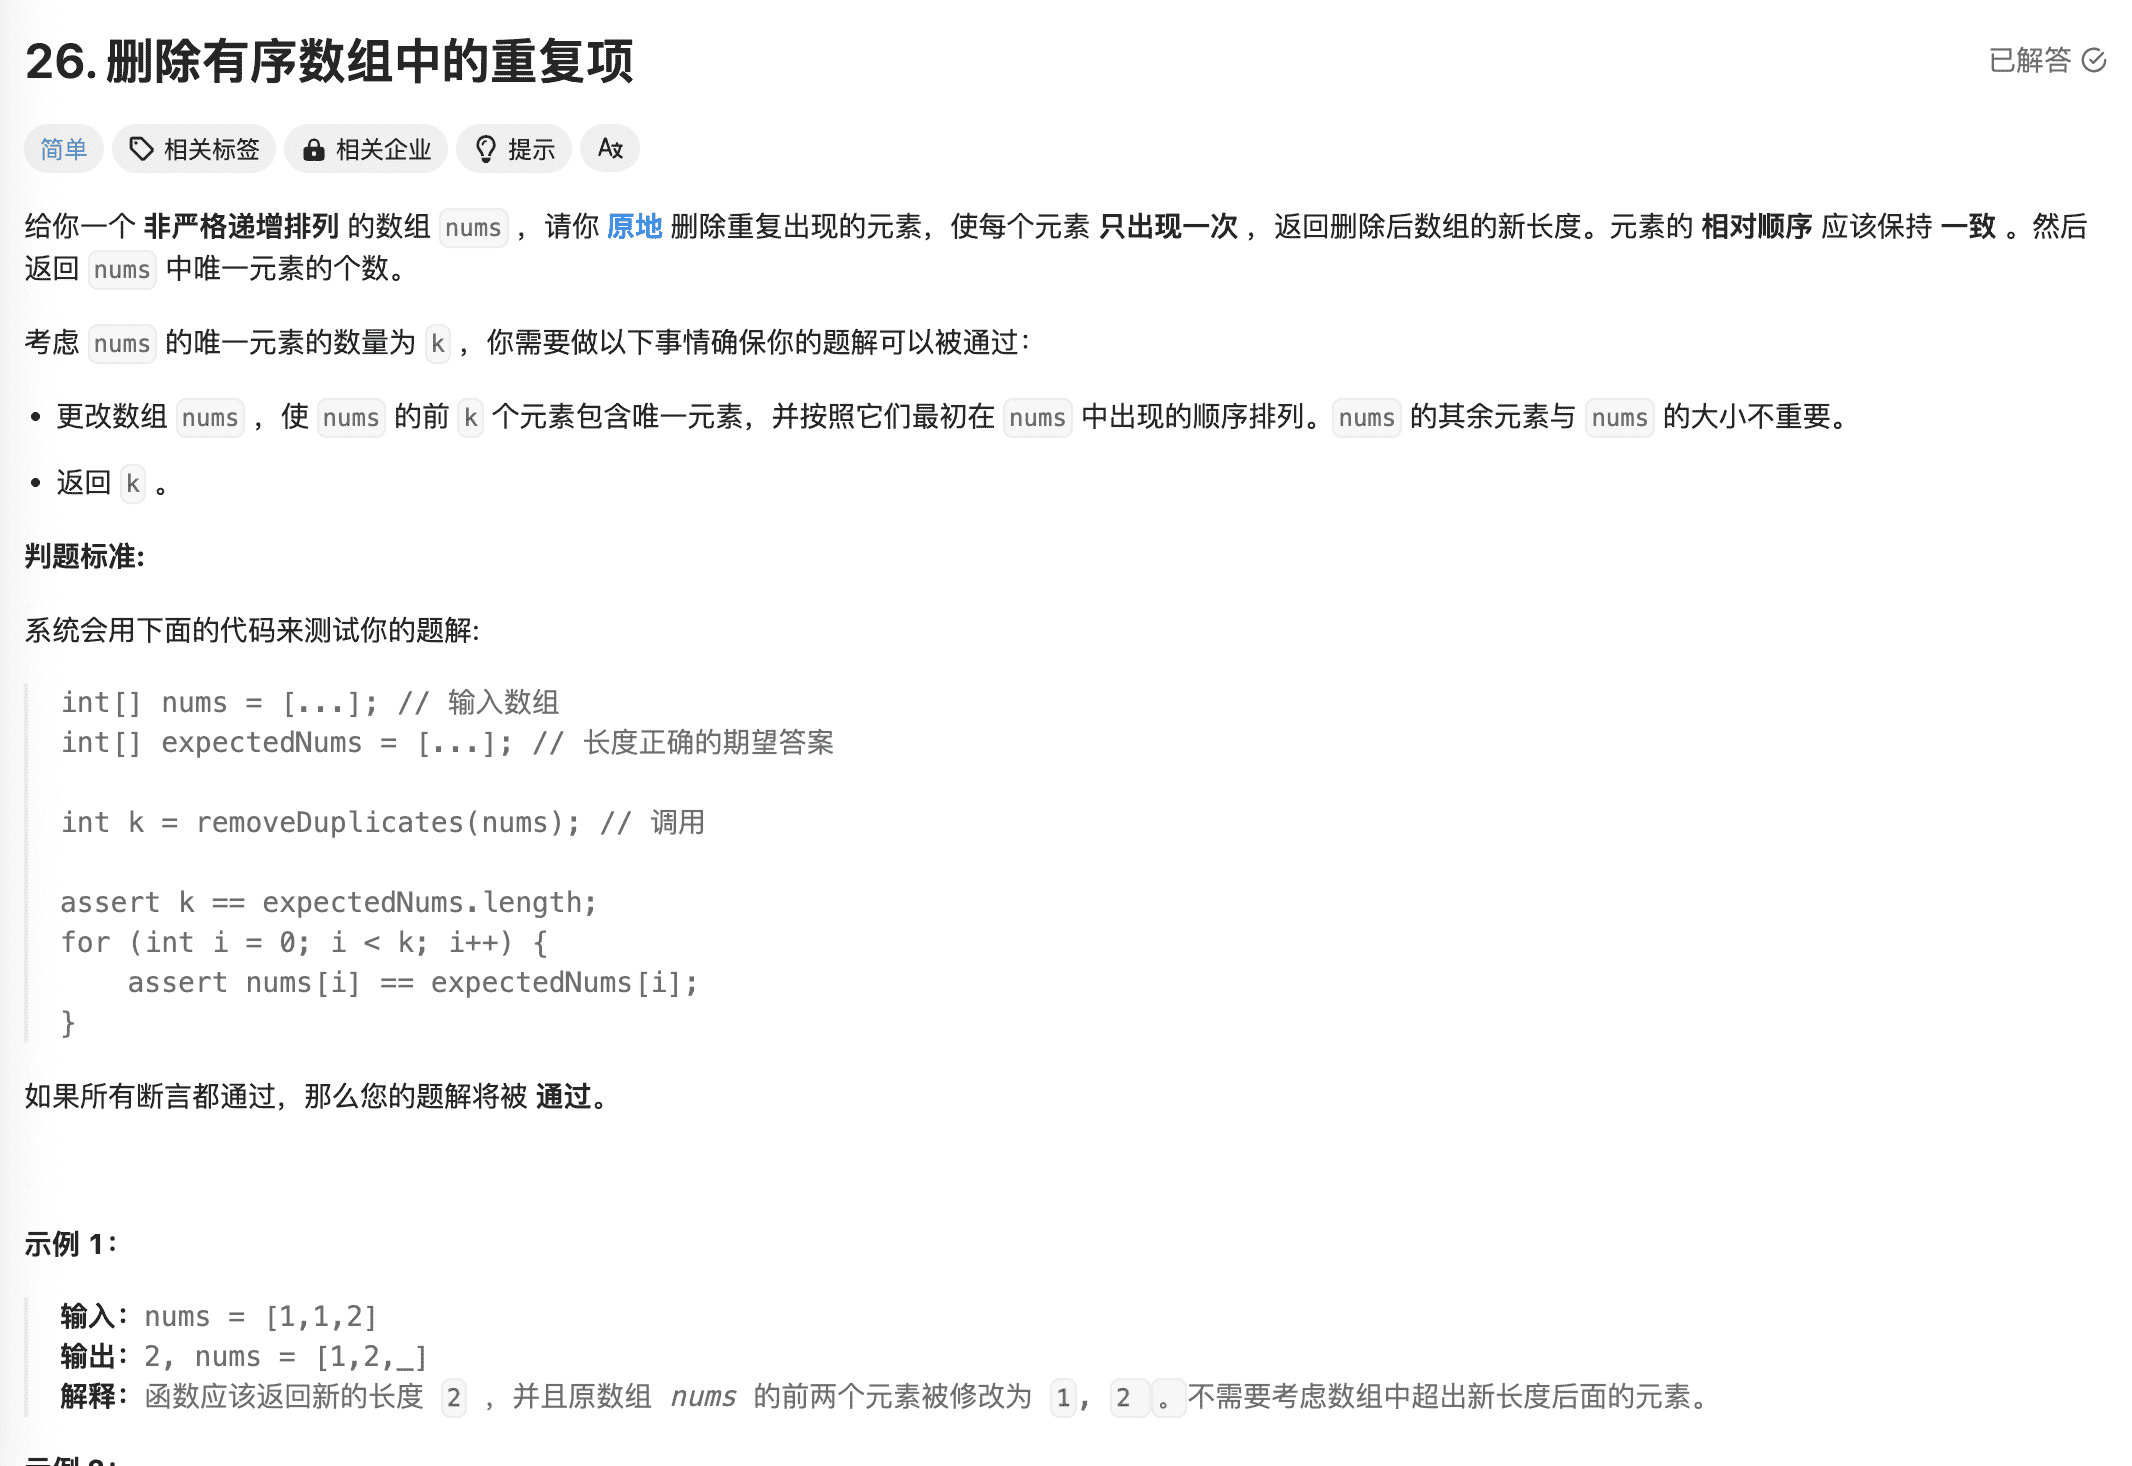 26. 删除有序数组中的重复项
已解答
简单 相关标签 相关企业 提示
给你一个 非严格递增排列 的数组 nums ，请你 原地 删除重复出现的元素，使每个元素 只出现一次 ，返回删除后数组的新长度。元素的 相对顺序 应该保持 一致 。然后
返回 nums 中唯一元素的个数。
考虑 nums 的唯一元素的数量为 k ，你需要做以下事情确保你的题解可以被通过：
• 更改数组 nums ，使 nums 的前 k 个元素包含唯一元素，并按照它们最初在 nums 中出现的顺序排列。nums 的其余元素与 nums 的大小不重要。
• 返回 k 。
判题标准:
系统会用下面的代码来测试你的题解:
int[] nums = [...]; // 输入数组
int[] expectedNums = [...]; // 长度正确的期望答案
int k = removeDuplicates(nums); // 调用
assert k == expectedNums.length;
for (int i = 0; i < k; i++) {
    assert nums[i] == expectedNums[i];
}
如果所有断言都通过，那么您的题解将被 通过。
示例 1：
输入：nums = [1,1,2]
输出：2, nums = [1,2,_]
解释：函数应该返回新的长度 2 ，并且原数组 nums 的前两个元素被修改为 1, 2 。不需要考虑数组中超出新长度后面的元素。